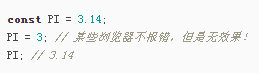 const PI = 3.14;
PI = 3; // 某些浏览器不报错，但是无效果！
PI; // 3.14